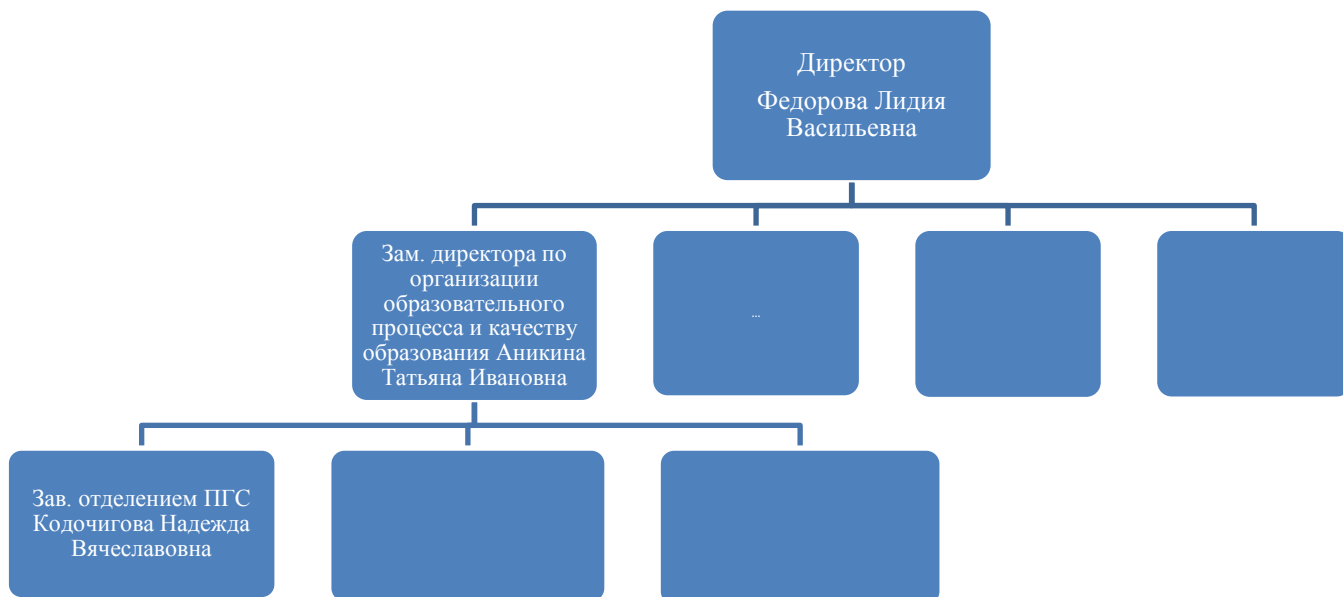 Директор
Федорова Лидия
Васильевна
Зам. директора по
организации
образовательного
процесса и качеству
образования Аникина
Татьяна Ивановна
...
Зав. отделением ПГС
Кодочигова Надежда
Вячеславовна